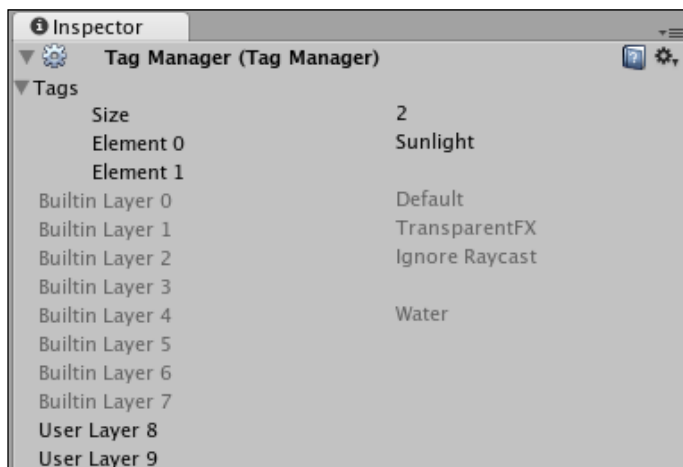 Inspector
Tag Manager (Tag Manager)
Tags
Size 2
Element 0 Sunlight
Element 1
Builtin Layer 0 Default
Builtin Layer 1 TransparentFX
Builtin Layer 2 Ignore Raycast
Builtin Layer 3
Builtin Layer 4 Water
Builtin Layer 5
Builtin Layer 6
Builtin Layer 7
User Layer 8
User Layer 9